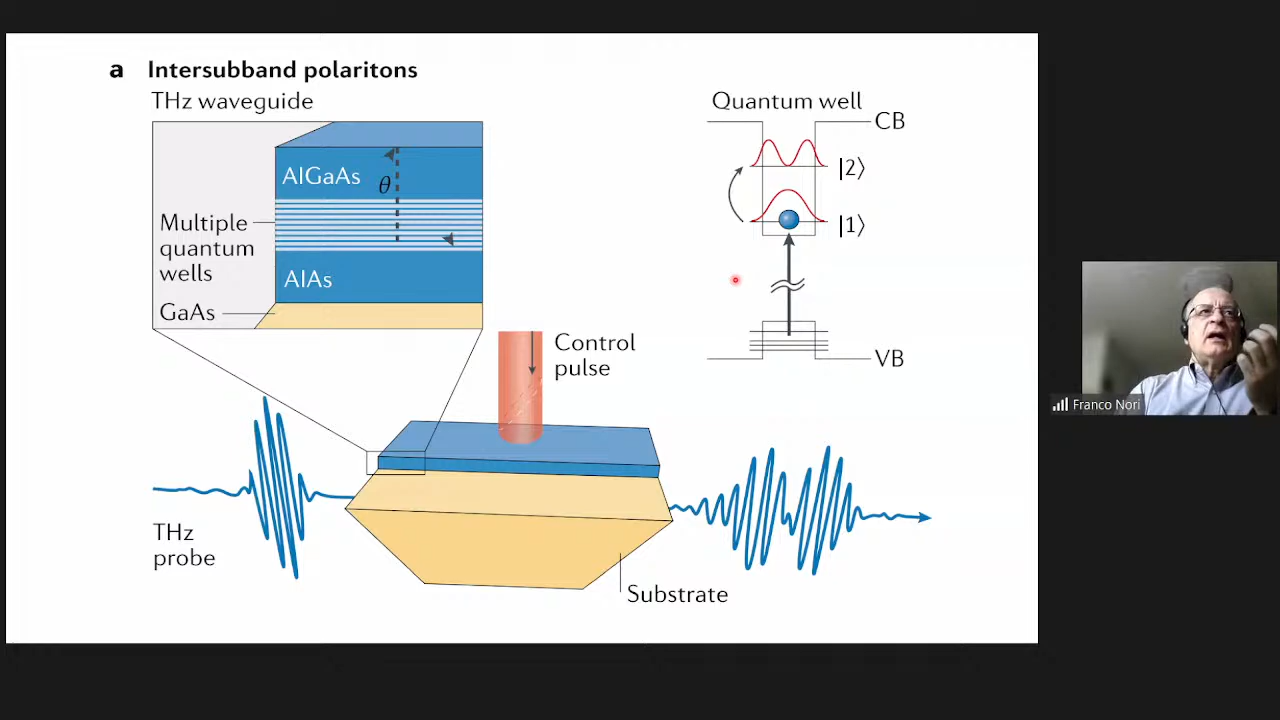 a Intersubband polaritons
THz waveguide
AlGaAs
θ
Multiple
quantum
wells
AlAs
GaAs
Control
pulse
THz
probe
Substrate
Quantum well
CB
|2⟩
|1⟩
VB
Franco Nori